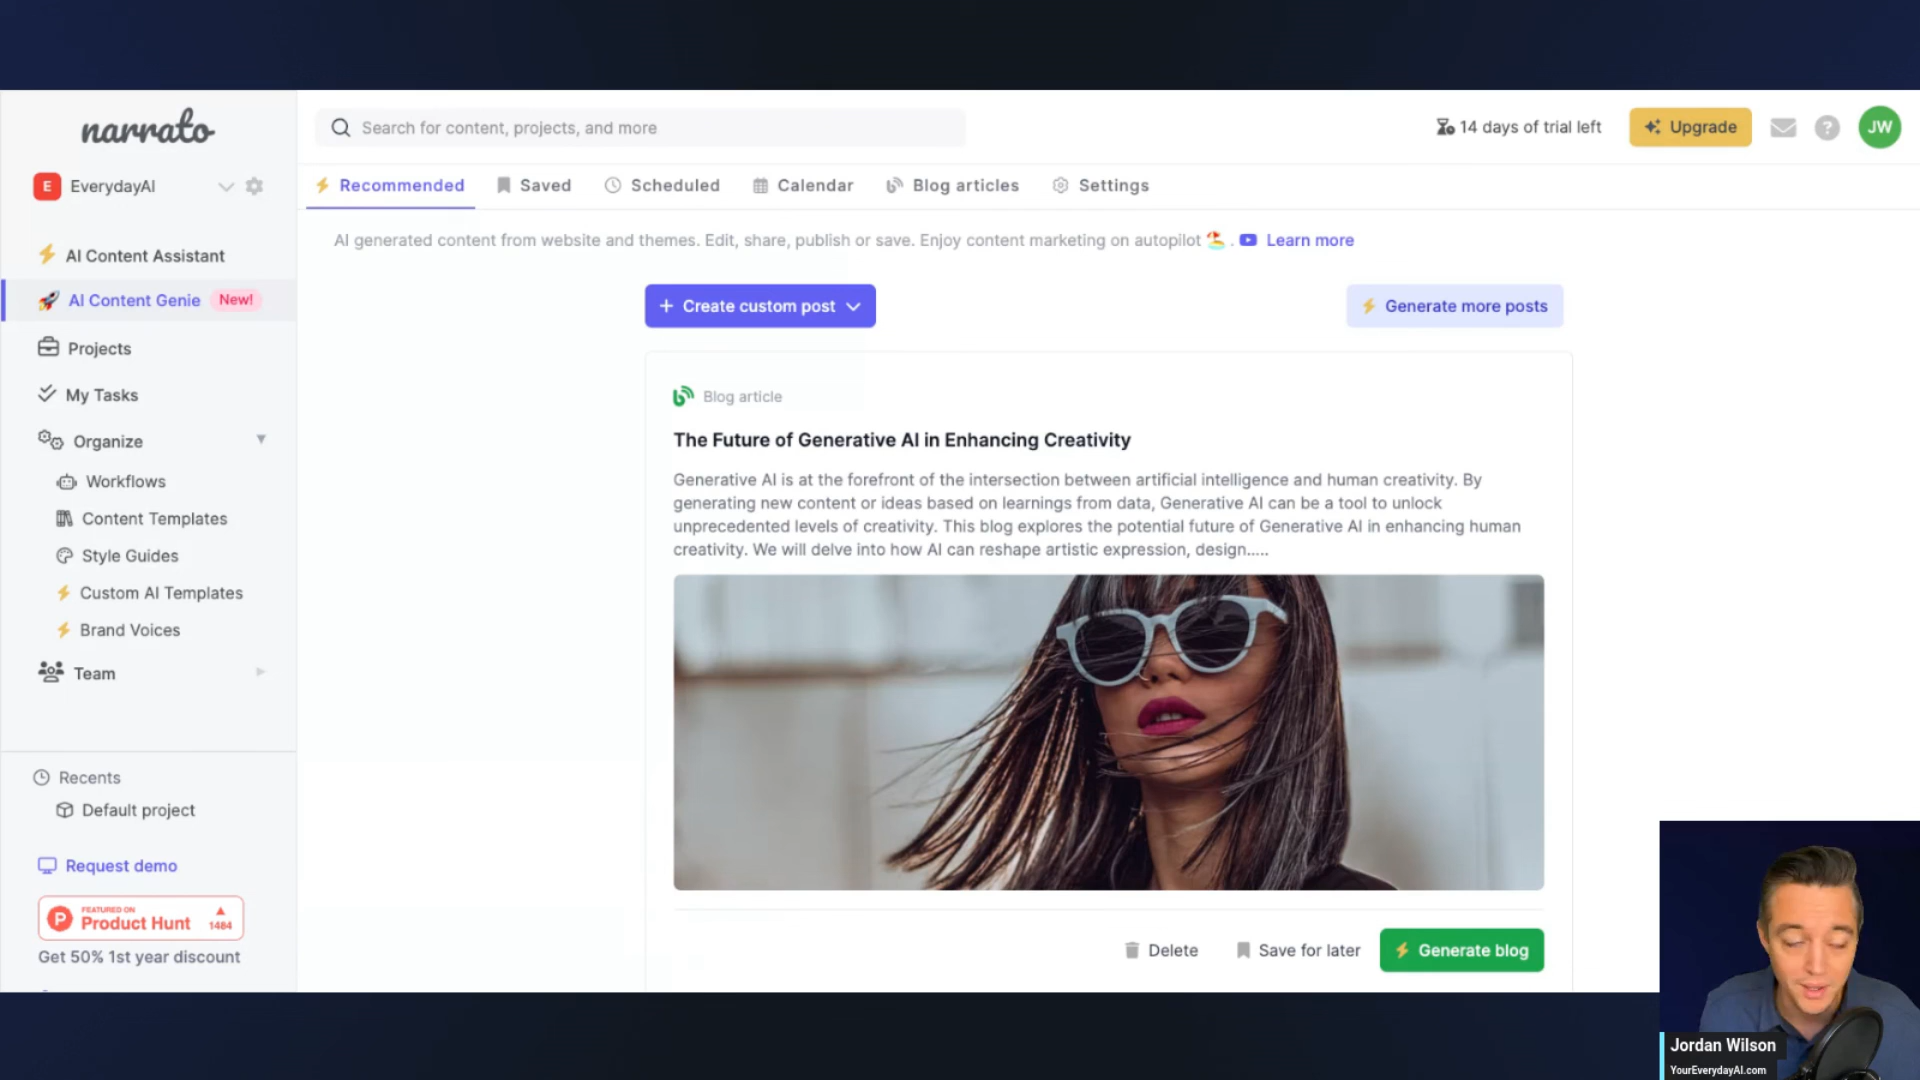 narrato
Search for content, projects, and more
14 days of trial left
Upgrade
?
JW
E
EverydayAI
Recommended
Saved
Scheduled
Calendar
Blog articles
Settings
AI generated content from website and themes. Edit, share, publish or save. Enjoy content marketing on autopilot 🏖️ . Learn more
AI Content Assistant
AI Content Genie New!
Projects
My Tasks
Organize
Workflows
Content Templates
Style Guides
Custom AI Templates
Brand Voices
Team
Recents
Default project
Request demo
P
FEATURED ON
Product Hunt
1484
Get 50% 1st year discount
+ Create custom post
Generate more posts
Blog article
The Future of Generative AI in Enhancing Creativity
Generative AI is at the forefront of the intersection between artificial intelligence and human creativity. By
generating new content or ideas based on learnings from data, Generative AI can be a tool to unlock
unprecedented levels of creativity. This blog explores the potential future of Generative AI in enhancing human
creativity. We will delve into how AI can reshape artistic expression, design.....
Delete
Save for later
Generate blog
Jordan Wilson
YourEverydayAI.com